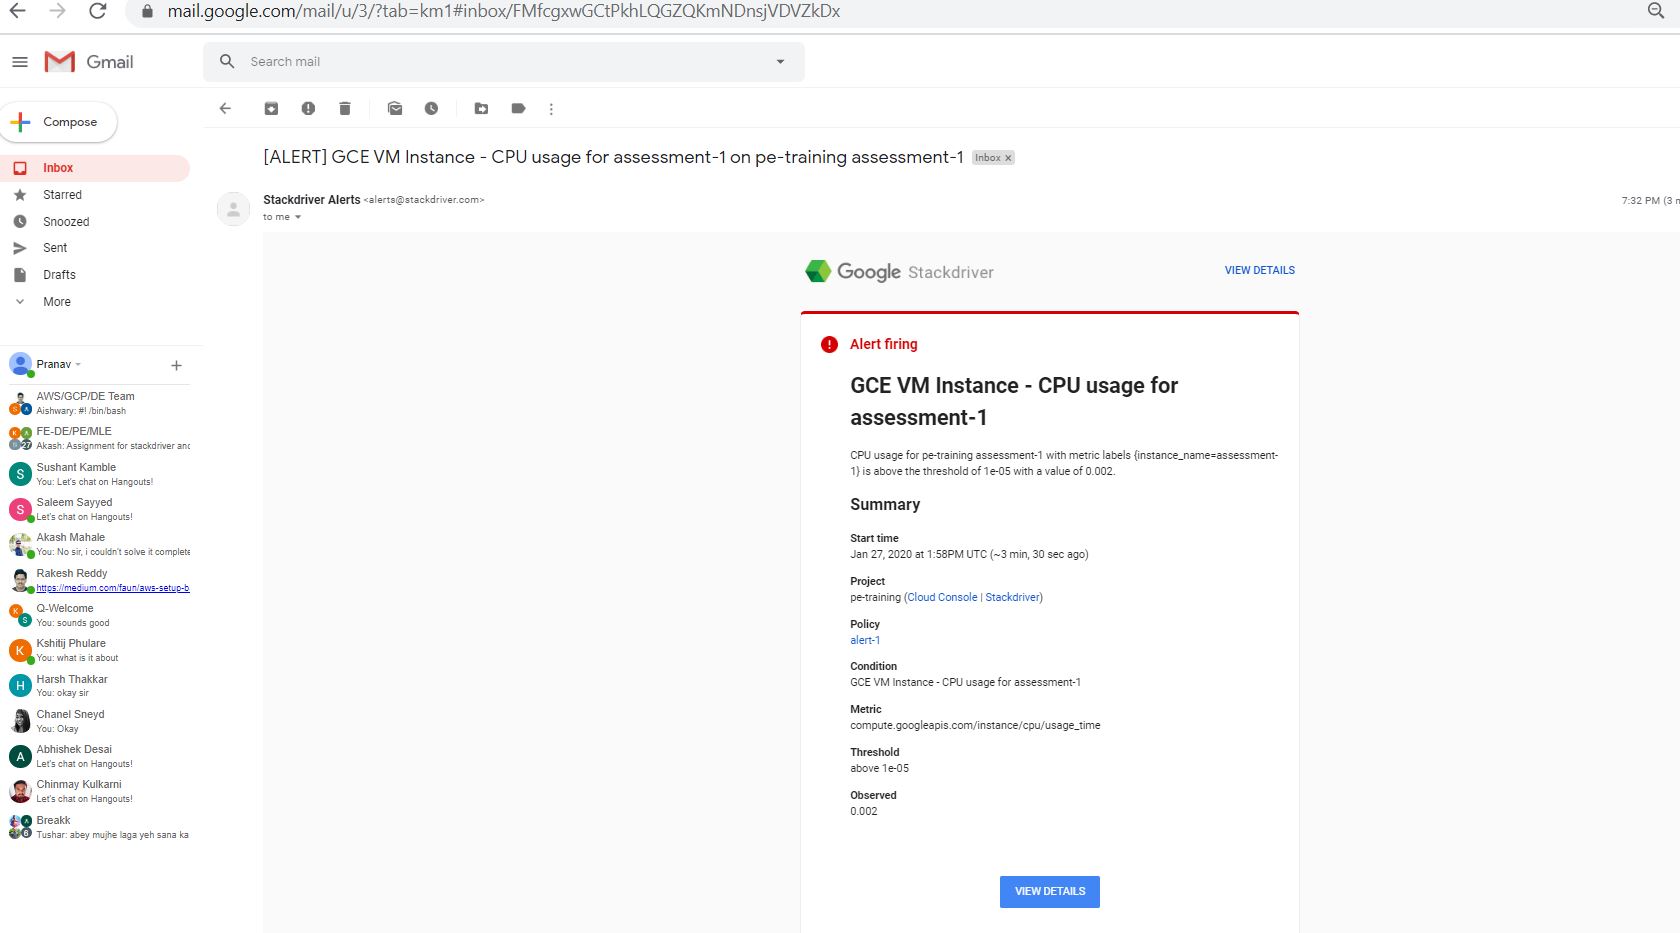 mail.google.com/mail/u/3/?tab=km1#inbox/FMfcgxwGCtPkhLQGZQKmNDnsjVDVZkDx
Gmail
Search mail
Compose
Inbox
Starred
Snoozed
Sent
Drafts
More
Pranav
AWS/GCP/DE Team
Aishwary: #! /bin/bash
FE-DE/PE/MLE
27
Akash: Assignment for stackdriver anc
S
Sushant Kamble
You: Let's chat on Hangouts!
S
Saleem Sayyed
Let's chat on Hangouts!
Akash Mahale
You: No sir, i couldn't solve it complete
Rakesh Reddy
https://medium.com/faun/aws-setup-b
K
S
Q-Welcome
You: sounds good
K
Kshitij Phulare
You: what is it about
H
Harsh Thakkar
You: okay sir
Chanel Sneyd
You: Okay
A
Abhishek Desai
Let's chat on Hangouts!
Chinmay Kulkarni
Let's chat on Hangouts!
Breakk
Tushar: abey mujhe laga yeh sana ka
[ALERT] GCE VM Instance - CPU usage for assessment-1 on pe-training assessment-1 Inbox x
Stackdriver Alerts <alerts@stackdriver.com>
7:32 PM (3
to me
Google Stackdriver
VIEW DETAILS
Alert firing
GCE VM Instance - CPU usage for
assessment-1
CPU usage for pe-training assessment-1 with metric labels {instance_name=assessment-
1} is above the threshold of 1e-05 with a value of 0.002.
Summary
Start time
Jan 27, 2020 at 1:58PM UTC (~3 min, 30 sec ago)
Project
pe-training (Cloud Console | Stackdriver)
Policy
alert-1
Condition
GCE VM Instance - CPU usage for assessment-1
Metric
compute.googleapis.com/instance/cpu/usage_time
Threshold
above 1e-05
Observed
0.002
VIEW DETAILS